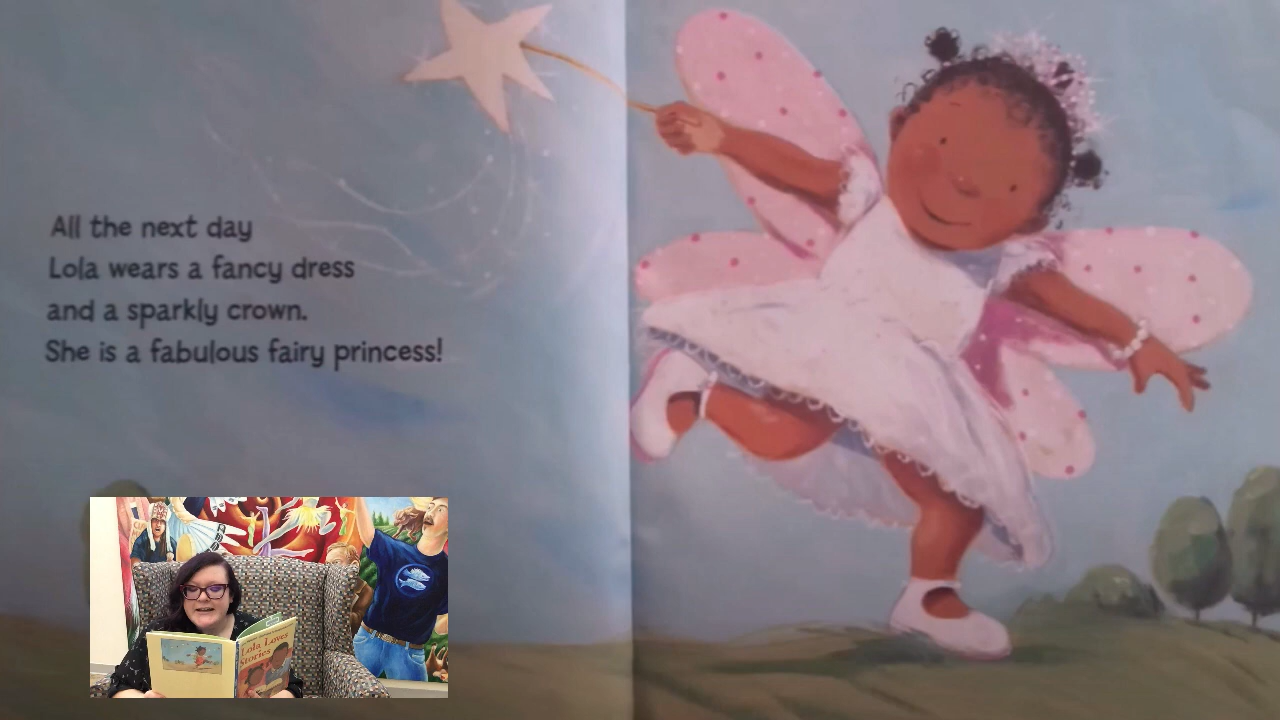 All the next day
Lola wears a fancy dress
and a sparkly crown.
She is a fabulous fairy princess!
Lola Loves
Stories